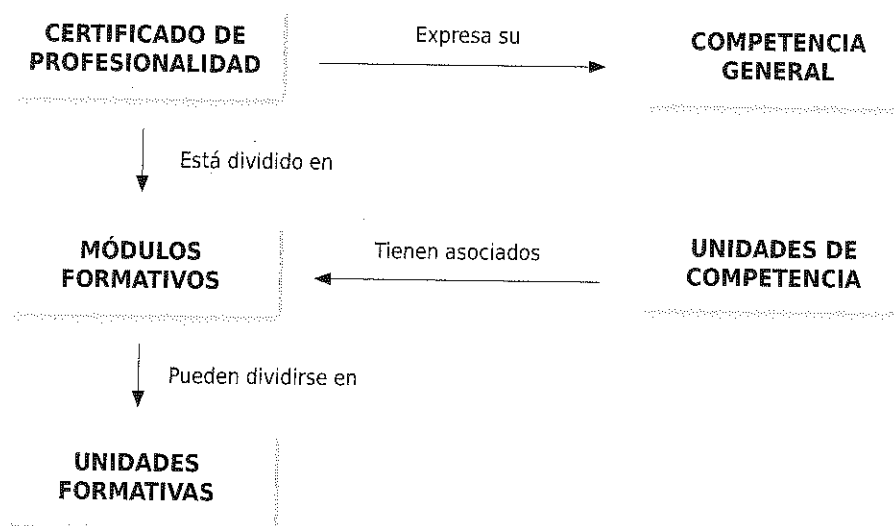 CERTIFICADO DE
PROFESIONALIDAD
Expresa su
COMPETENCIA
GENERAL
Está dividido en
MÓDULOS
FORMATIVOS
Tienen asociados
UNIDADES DE
COMPETENCIA
Pueden dividirse en
UNIDADES
FORMATIVAS